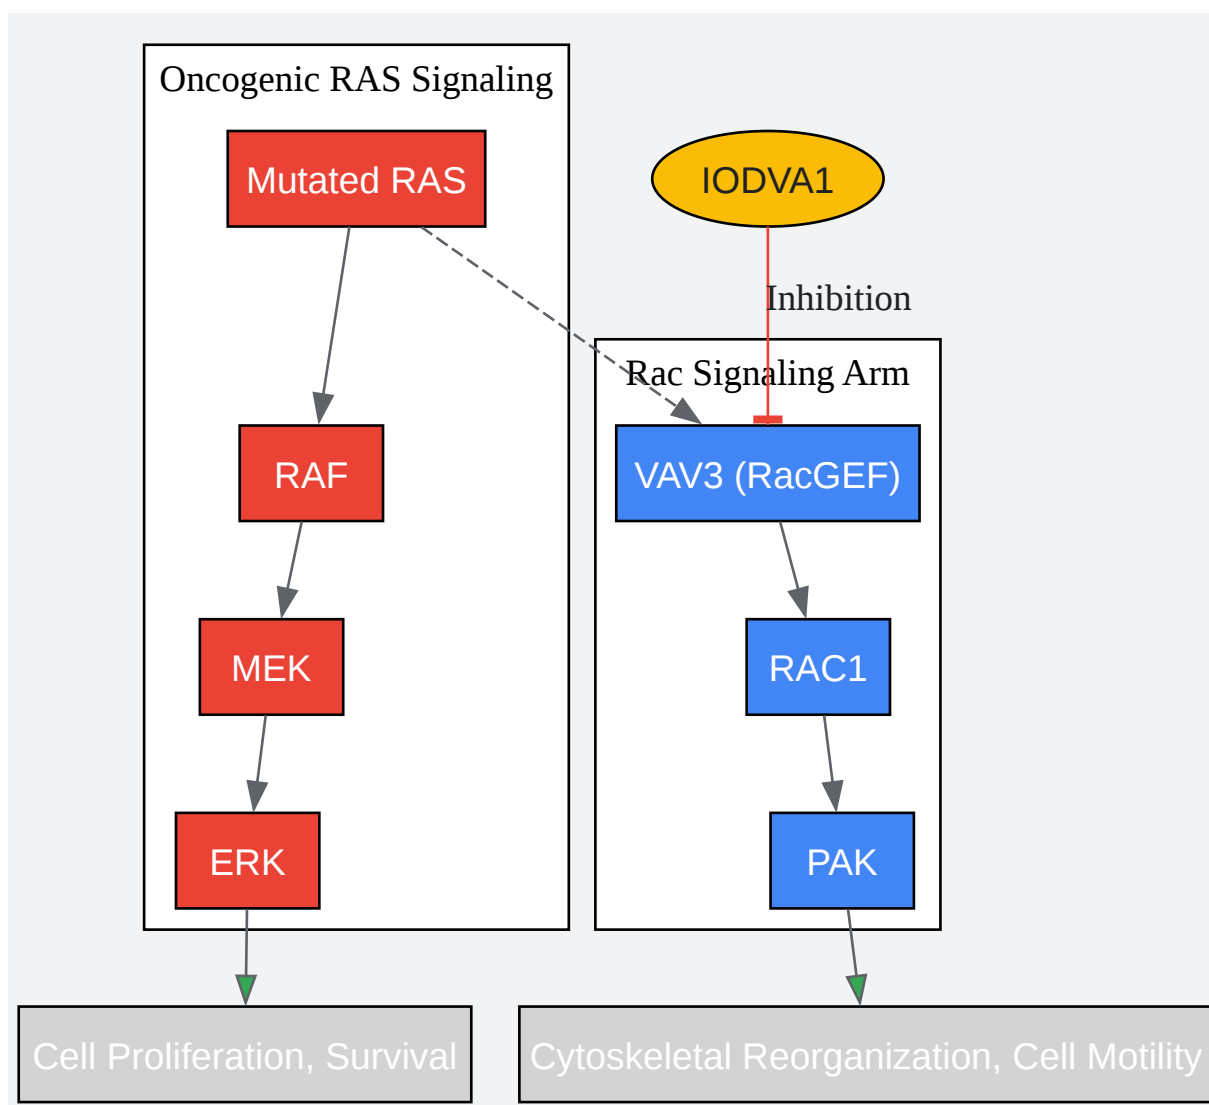 Oncogenic RAS Signaling
Mutated RAS
IODVA1
Inhibition
Rac Signaling Arm
RAF
VAV3 (RacGEF)
MEK
RAC1
ERK
PAK
Cell Proliferation, Survival
Cytoskeletal Reorganization, Cell Motility